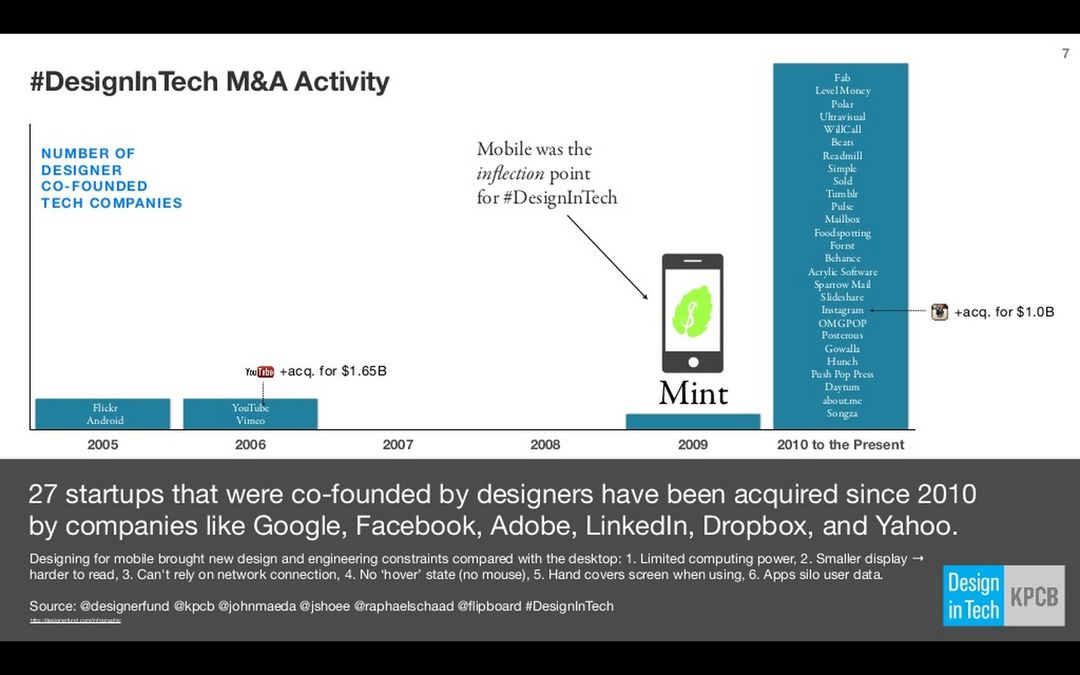 7
#DesignInTech M&A Activity
NUMBER OF
DESIGNER
CO-FOUNDED
TECH COMPANIES
Mobile was the
inflection point
for #DesignInTech
Fab
Level Money
Polar
Ultravisual
WillCall
Beats
Readmill
Simple
Sold
Tumblr
Pulse
Mailbox
Foodspotting
Forrst
Behance
Acrylic Software
Sparrow Mail
Slideshare
Instagram
OMGPOP
Posterous
Gowalla
Hunch
Push Pop Press
Daytum
about.me
Songza
+acq. for $1.0B
$
Mint
YouTube +acq. for $1.65B
Flickr
Android
YouTube
Vimeo
2005
2006
2007
2008
2009
2010 to the Present
27 startups that were co-founded by designers have been acquired since 2010
by companies like Google, Facebook, Adobe, LinkedIn, Dropbox, and Yahoo.
Designing for mobile brought new design and engineering constraints compared with the desktop: 1. Limited computing power, 2. Smaller display →
harder to read, 3. Can't rely on network connection, 4. No 'hover' state (no mouse), 5. Hand covers screen when using, 6. Apps silo user data.
Source: @designerfund @kpcb @johnmaeda @jshoee @raphaelschaad @flipboard #DesignInTech
http://designerfund.com/infographic
Design
in Tech
KPCB